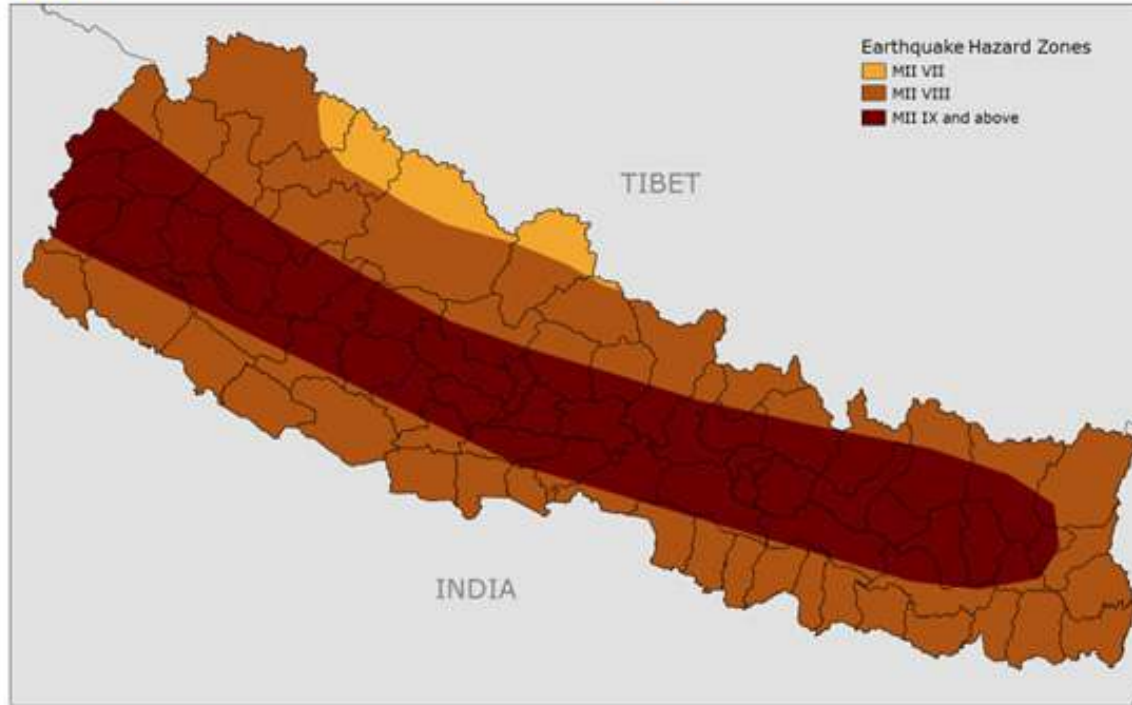 Earthquake Hazard Zones
MII VII
MII VIII
MII IX and above
TIBET
INDIA